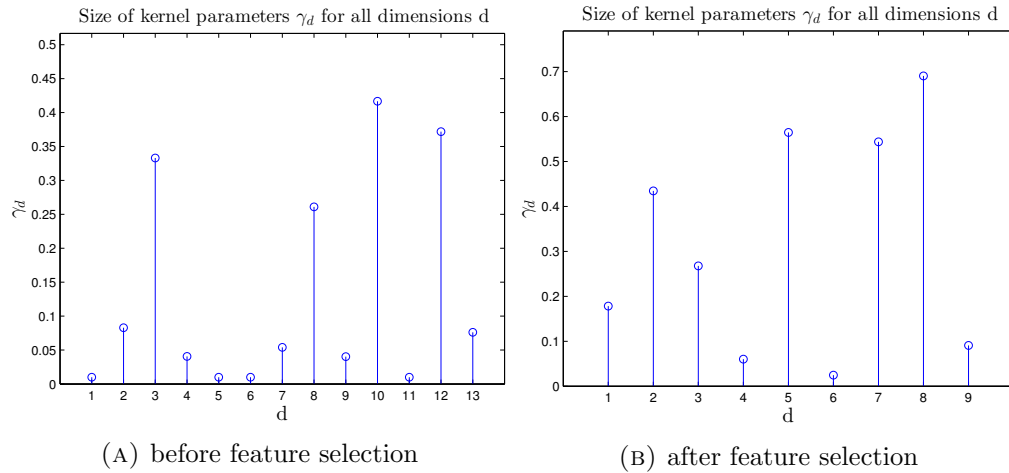 Size of kernel parameters γ_d for all dimensions d
0.5
0.45
0.4
0.35
0.3
0.25
0.2
0.15
0.1
0.05
0
γ_d
1 2 3 4 5 6 7 8 9 10 11 12 13
d
(A) before feature selection
Size of kernel parameters γ_d for all dimensions d
0.7
0.6
0.5
0.4
0.3
0.2
0.1
0
γ_d
1 2 3 4 5 6 7 8 9
d
(B) after feature selection